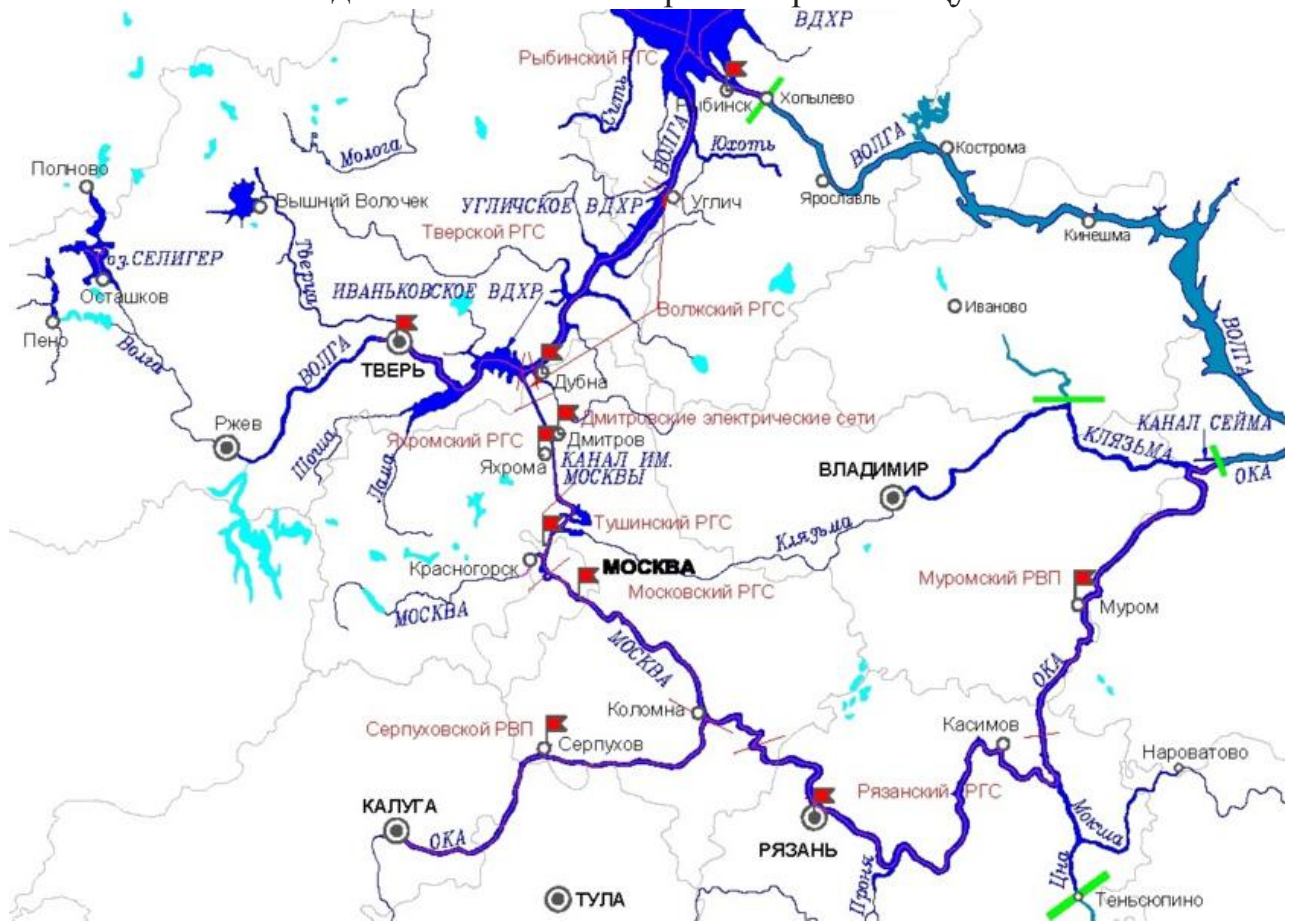 ВДХР
Рыбинский РГС
Рыбинск
Хопылево
Сить
Молога
ВОЛГА
Юхоть
ВОЛГА
Кострома
Полново
Вышний Волочек
УГЛИЧСКОЕ ВДХР
Углич
Ярославль
Тверской РГС
Кинешма
оз.СЕЛИГЕР
Тверца
Осташков
ИВАНЬКОВСКОЕ ВДХР
Волжский РГС
Иваново
Пено
Волга
ВОЛГА
ТВЕРЬ
ВОЛГА
Дубна
Ржев
Дмитровские электрические сети
Шоша
Яхромский РГС
Дмитров
КАНАЛ СЕЙМА
Лама
Яхрома
КАНАЛ ИМ.
МОСКВЫ
КЛЯЗЬМА
ВЛАДИМИР
ОКА
Тушинский РГС
Клязьма
Красногорск
МОСКВА
Муромский РВП
Московский РГС
МОСКВА
Муром
МОСКВА
ОКА
Коломна
Касимов
Серпуховской РВП
Серпухов
Нароватово
КАЛУГА
Рязанский РГС
ОКА
Мокша
РЯЗАНЬ
Проня
Цна
ТУЛА
Теньсюпино